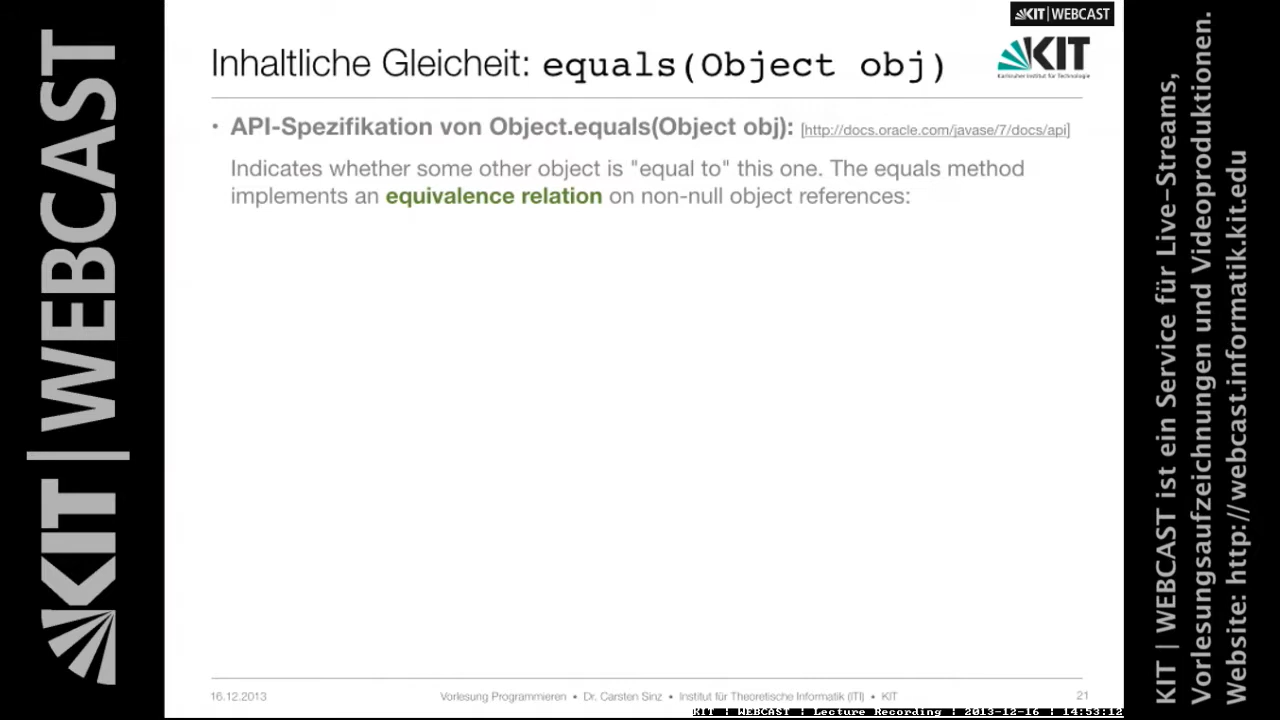 KIT | WEBCAST
KIT | WEBCAST
Inhaltliche Gleicheit: equals(Object obj)
KIT
Karlsruher Institut für Technologie
• API-Spezifikation von Object.equals(Object obj): [http://docs.oracle.com/javase/7/docs/api]
Indicates whether some other object is "equal to" this one. The equals method
implements an equivalence relation on non-null object references:
16.12.2013
Vorlesung Programmieren • Dr. Carsten Sinz • Institut für Theoretische Informatik (ITI) • KIT
21
KIT : WEBCAST : Lecture Recording : 2013-12-16 : 14:53:12
KIT | WEBCAST ist ein Service für Live-Streams,
Vorlesungsaufzeichnungen und Videoproduktionen.
Website: http://webcast.informatik.kit.edu